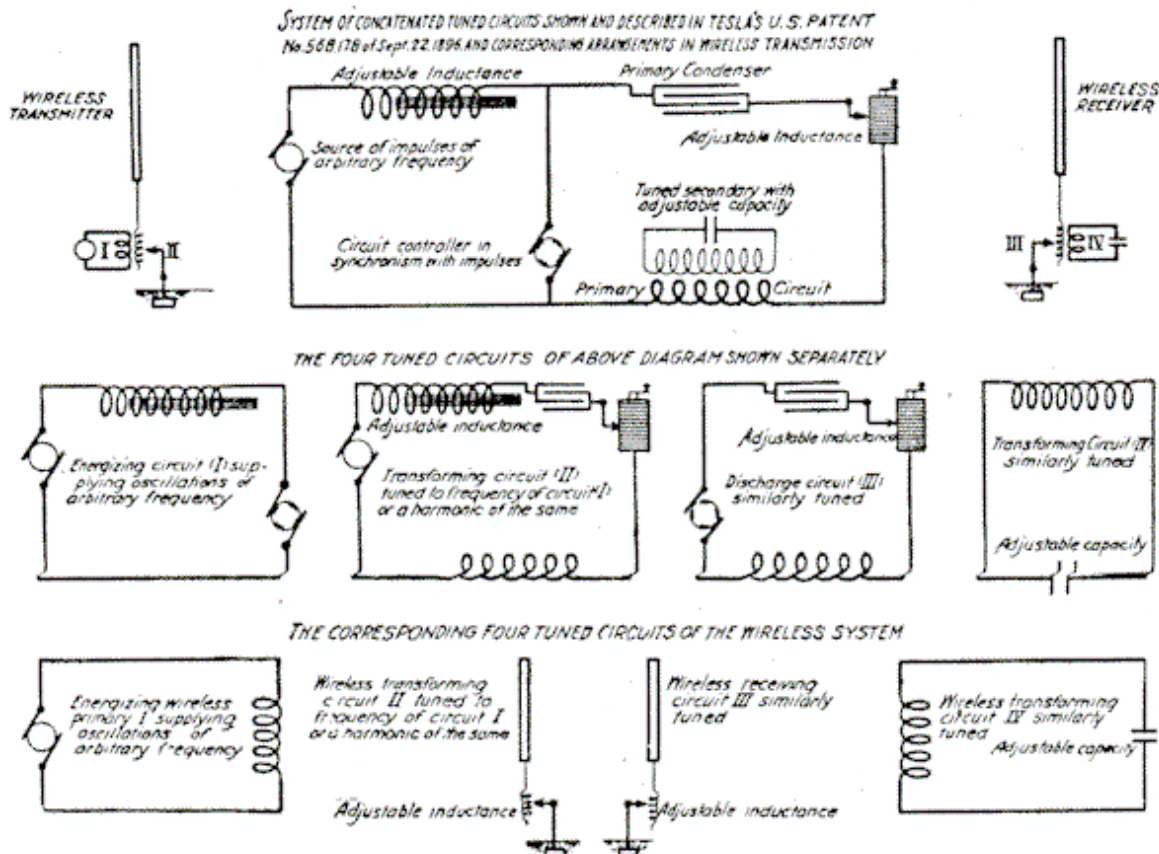 SYSTEM OF CONCATENATED TUNED CIRCUITS SHOWN AND DESCRIBED IN TESLA'S U.S. PATENT
No. 568,178 of Sept. 22, 1896, AND CORRESPONDING ARRANGEMENTS IN WIRELESS TRANSMISSION
WIRELESS
TRANSMITTER
Adjustable Inductance
Primary Condenser
WIRELESS
RECEIVER
Source of impulses of
arbitrary frequency
Adjustable Inductance
Tuned secondary with
adjustable capacity
I
II
Circuit controller in
synchronism with impulses
III
IV
Primary
Circuit
THE FOUR TUNED CIRCUITS OF ABOVE DIAGRAM SHOWN SEPARATELY
Energizing circuit (I) sup-
plying oscillations of
arbitrary frequency
Adjustable inductance
Transforming circuit (II)
tuned to frequency of circuit (I)
or a harmonic of the same
Adjustable inductance
Discharge circuit (III)
similarly tuned
Transforming Circuit (IV)
similarly tuned
Adjustable capacity
THE CORRESPONDING FOUR TUNED CIRCUITS OF THE WIRELESS SYSTEM
Energizing wireless
primary I supplying
oscillations of
arbitrary frequency
Wireless transforming
circuit II tuned to
frequency of circuit I
or a harmonic of the same
Adjustable inductance
Wireless receiving
circuit III similarly
tuned
Adjustable inductance
Wireless transforming
circuit IV similarly
tuned
Adjustable capacity